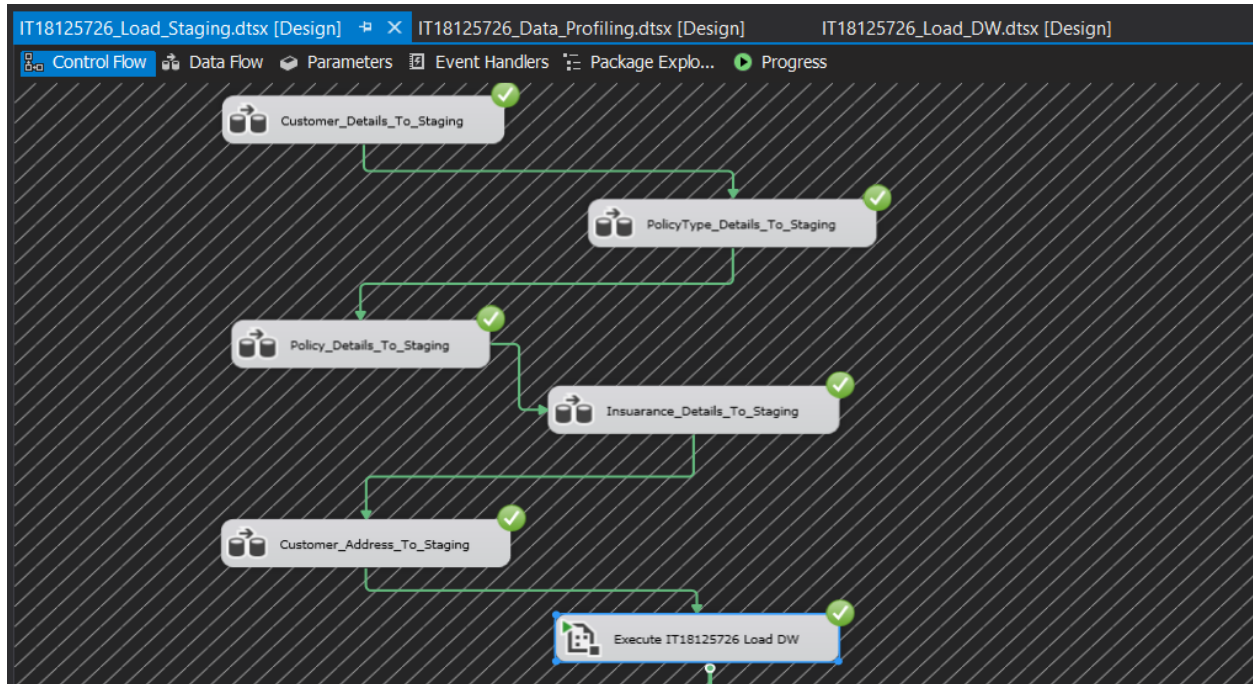 IT18125726_Load_Staging.dtsx [Design] IT18125726_Data_Profiling.dtsx [Design] IT18125726_Load_DW.dtsx [Design]
Control Flow Data Flow Parameters Event Handlers Package Explo... Progress
Customer_Details_To_Staging
PolicyType_Details_To_Staging
Policy_Details_To_Staging
Insuarance_Details_To_Staging
Customer_Address_To_Staging
Execute IT18125726 Load DW